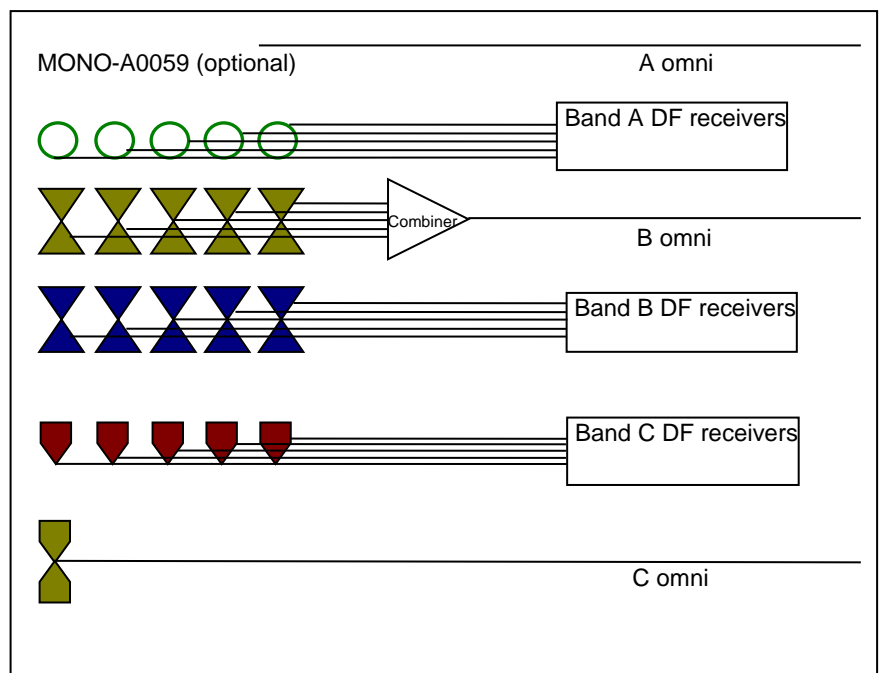 MONO-A0059 (optional)
A omni
Band A DF receivers
Combiner
B omni
Band B DF receivers
Band C DF receivers
C omni